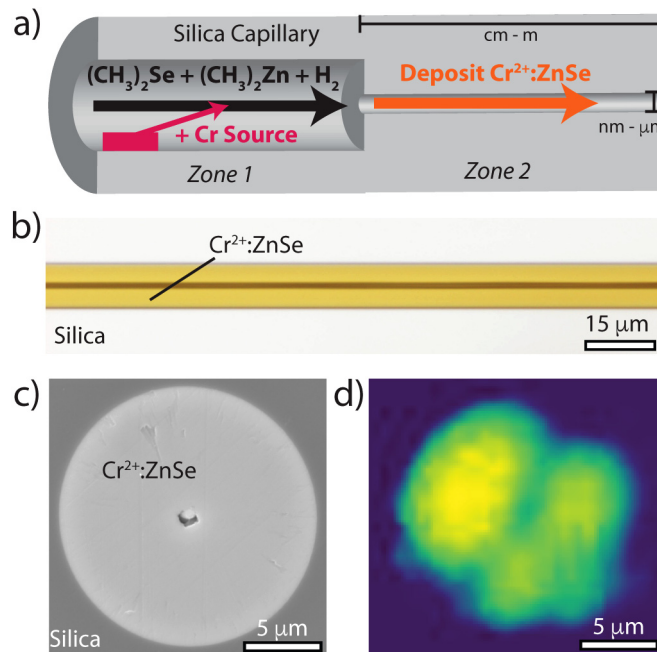 a)
Silica Capillary
cm - m
(CH₃)₂Se + (CH₃)₂Zn + H₂
Deposit Cr²⁺:ZnSe
+ Cr Source
nm - μm
Zone 1
Zone 2
b)
Cr²⁺:ZnSe
Silica
15 μm
c)
d)
Cr²⁺:ZnSe
Silica
5 μm
5 μm